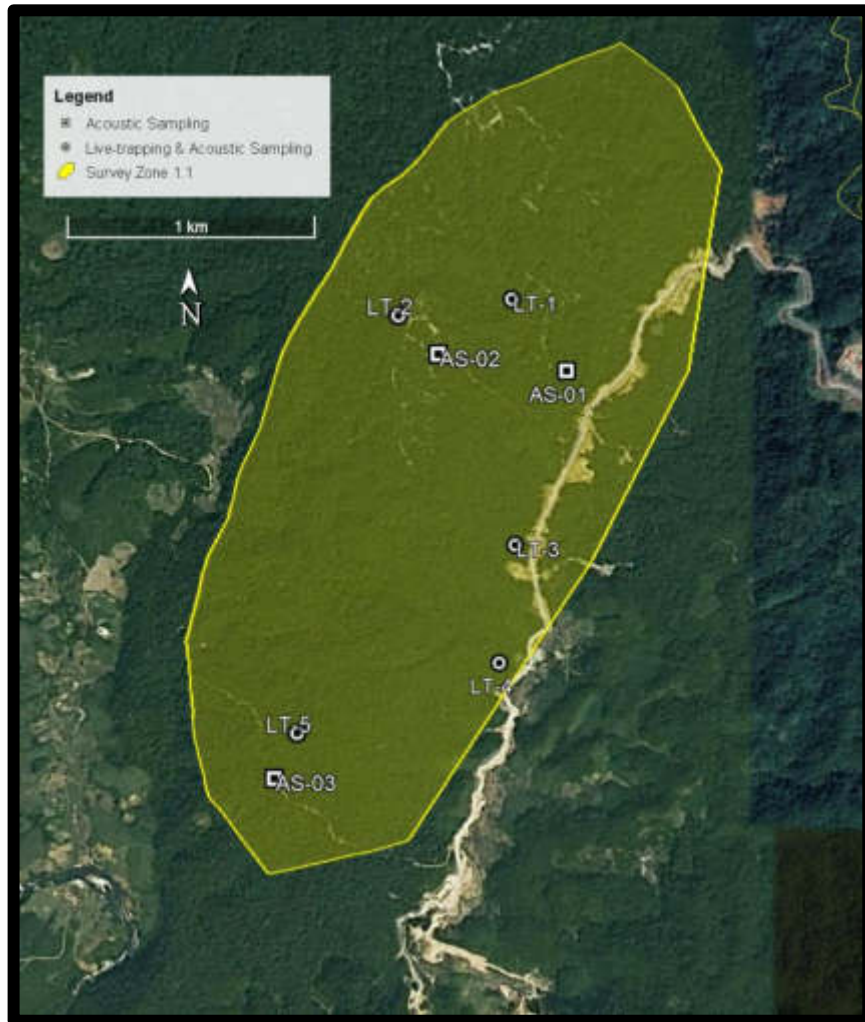 Legend
Acoustic Sampling
Live-trapping & Acoustic Sampling
Survey Zone 1.1
1 km
N
LT-2
LT-1
AS-02
AS-01
LT-3
LT-4
LT-5
AS-03